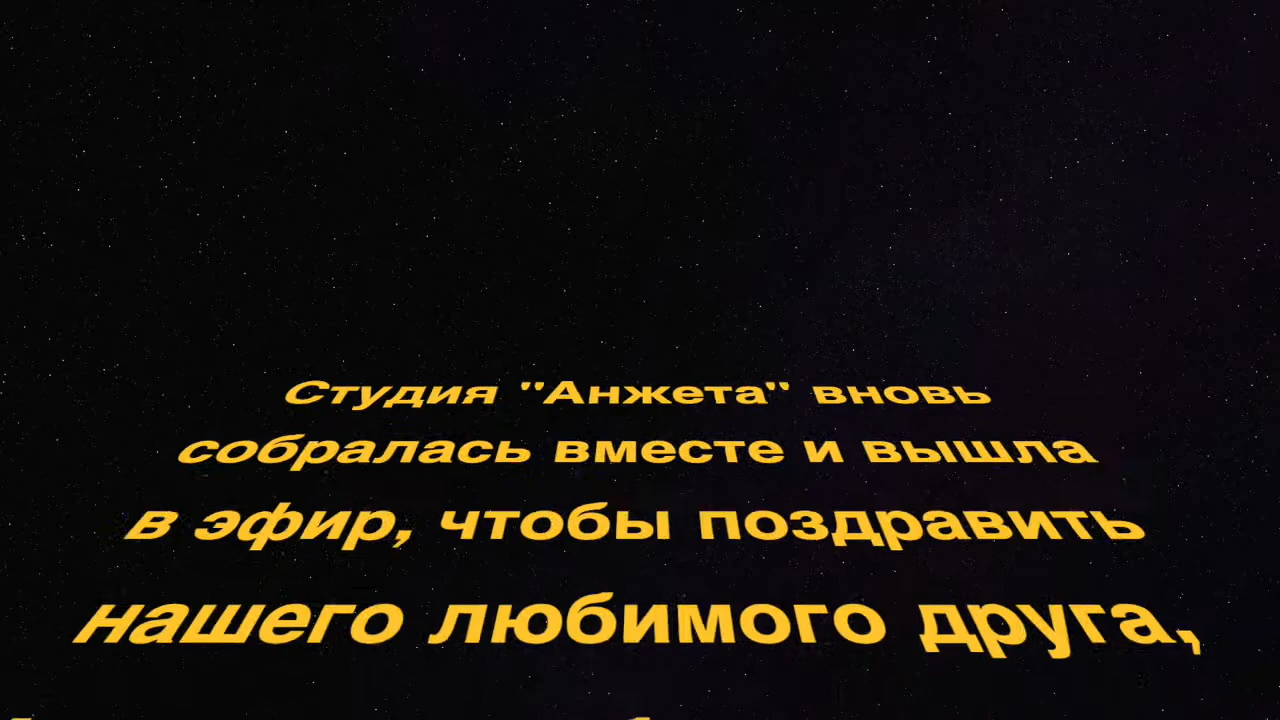 Студия "Анжета" вновь
собралась вместе и вышла
в эфир, чтобы поздравить
нашего любимого друга,